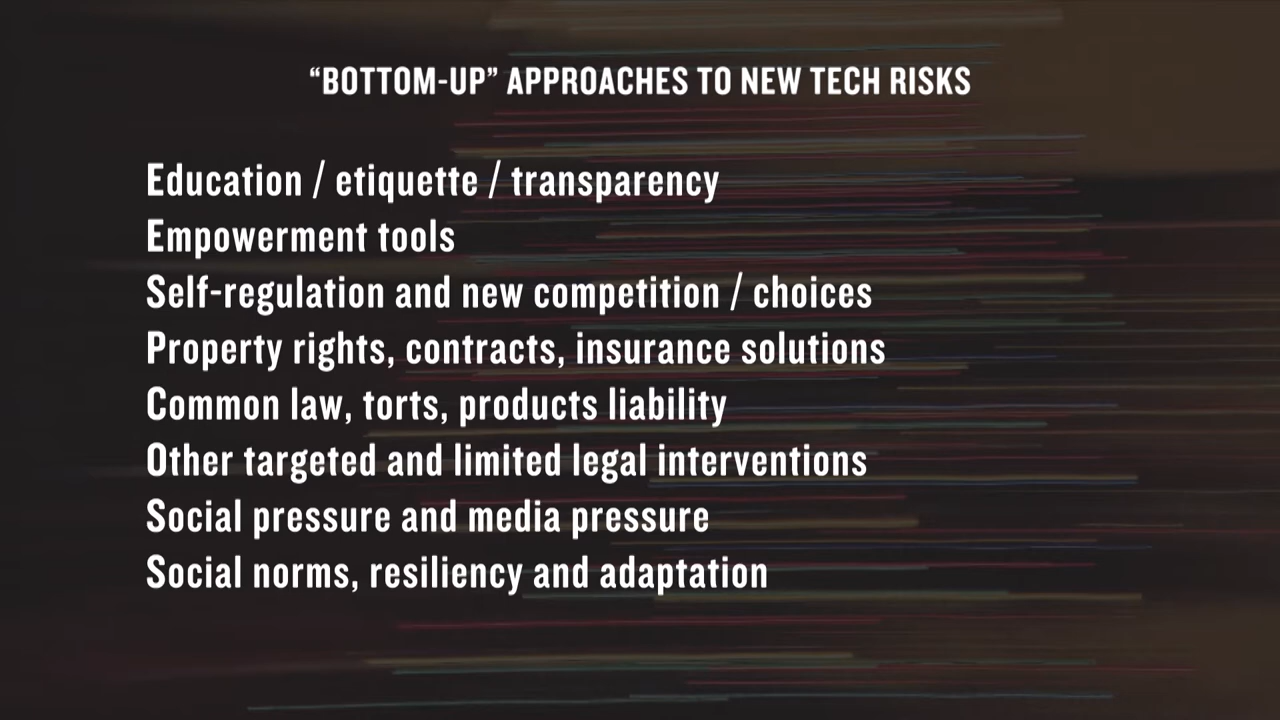 “BOTTOM-UP” APPROACHES TO NEW TECH RISKS
Education / etiquette / transparency
Empowerment tools
Self-regulation and new competition / choices
Property rights, contracts, insurance solutions
Common law, torts, products liability
Other targeted and limited legal interventions
Social pressure and media pressure
Social norms, resiliency and adaptation